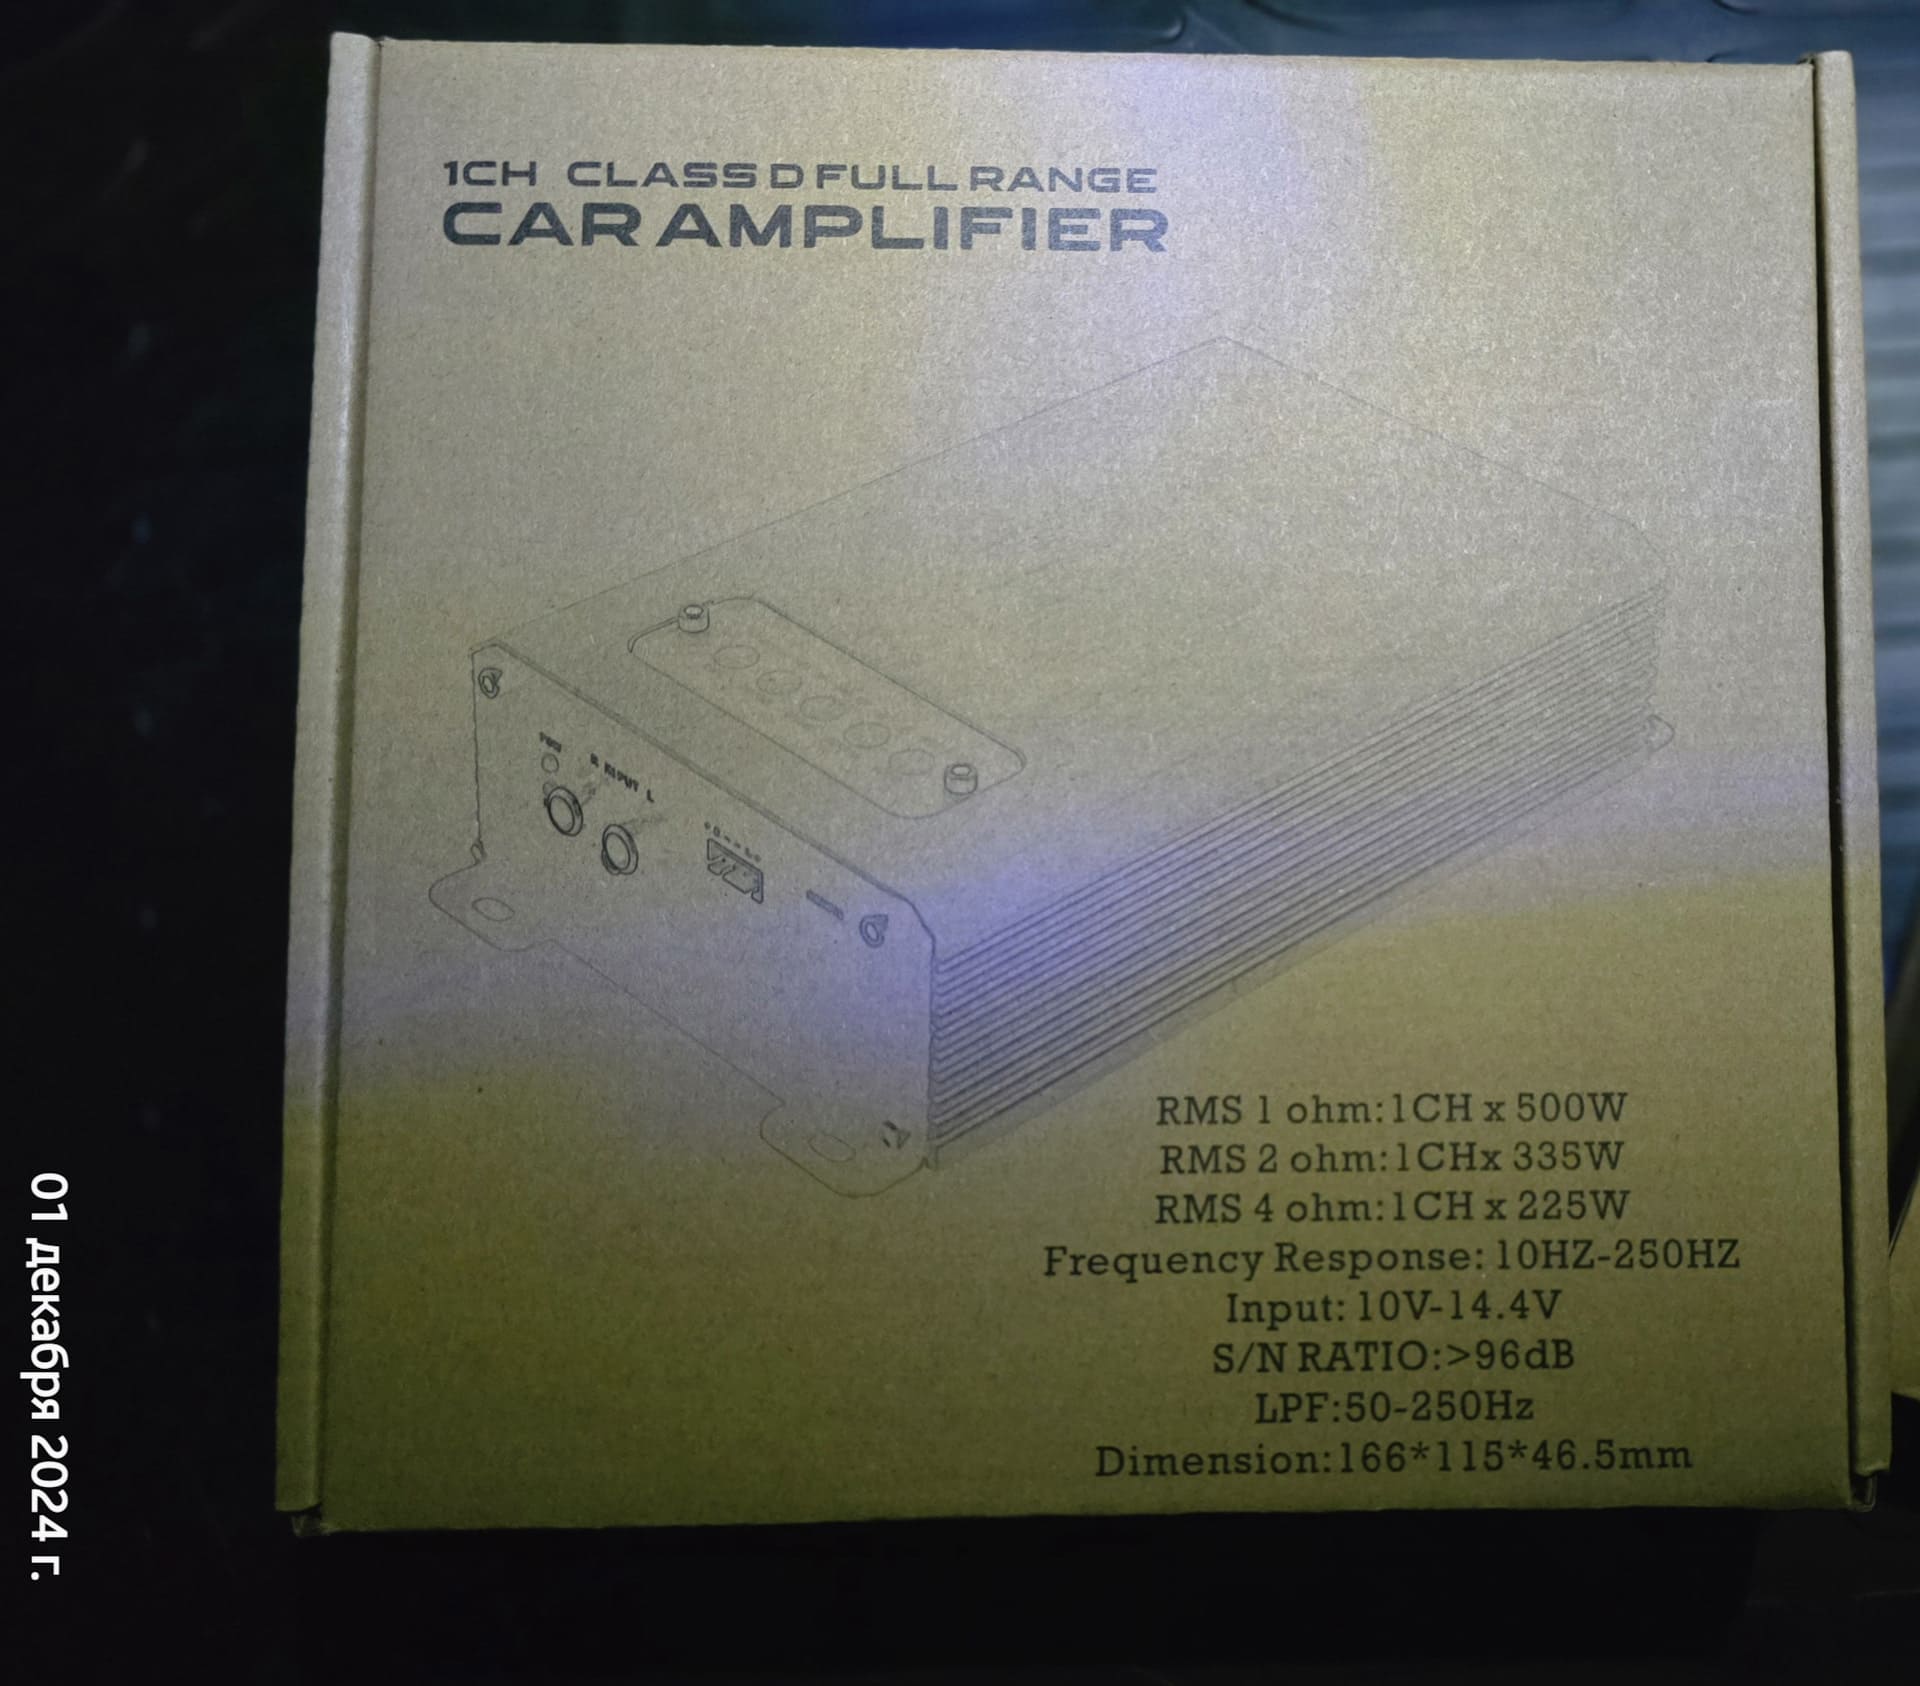 1CH CLASS D FULL RANGE
CAR AMPLIFIER
R INPUT L
RMS 1 ohm:1CH x 500W
RMS 2 ohm:1CHx 335W
RMS 4 ohm:1CH x 225W
Frequency Response: 10HZ-250HZ
Input: 10V-14.4V
S/N RATIO:>96dB
LPF:50-250Hz
Dimension:166*115*46.5mm
01 декабря 2024 г.